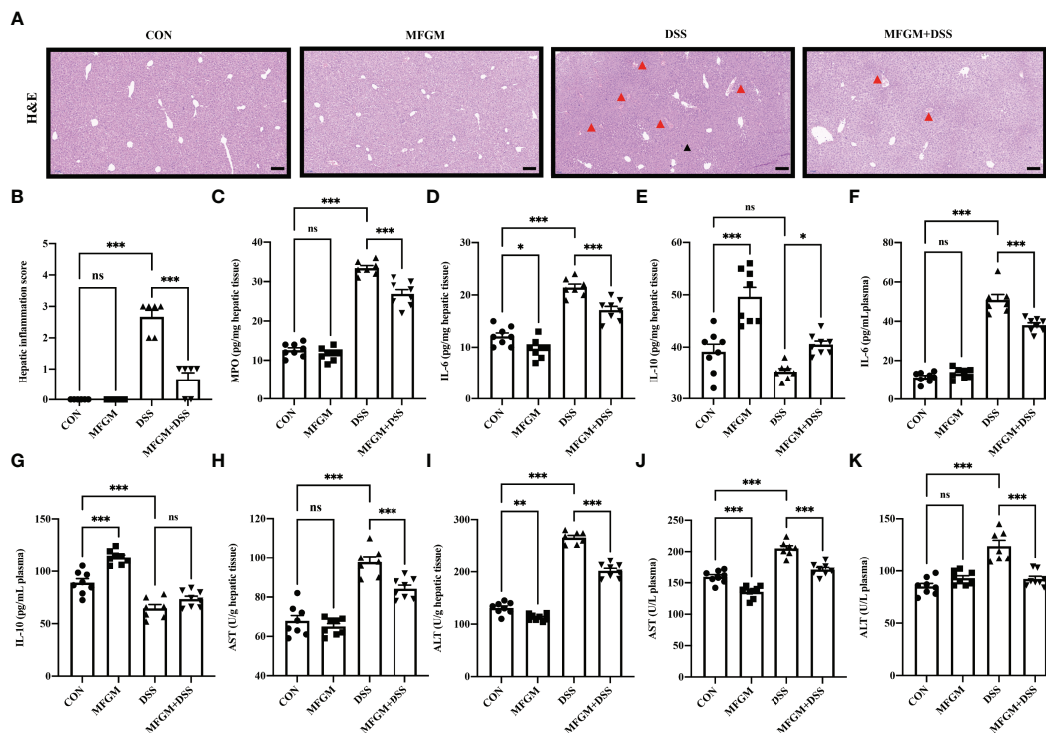 A
CON
MFGM
DSS
MFGM+DSS
H&E
B
Hepatic inflammation score
5
4
3
2
1
0
ns
***
***
CON
MFGM
DSS
MFGM+DSS
C
MPO (pg/mg hepatic tissue)
40
30
20
10
0
ns
***
***
CON
MFGM
DSS
MFGM+DSS
D
IL-6 (pg/mg hepatic tissue)
30
20
10
0
*
***
***
CON
MFGM
DSS
MFGM+DSS
E
IL-10 (pg/mg hepatic tissue)
60
50
40
30
ns
***
*
CON
MFGM
DSS
MFGM+DSS
F
IL-6 (pg/mLplasma)
80
60
40
20
0
***
ns
***
CON
MFGM
DSS
MFGM+DSS
G
IL-10 (pg/mL plasma)
150
100
50
0
***
***
ns
CON
MFGM
DSS
MFGM+DSS
H
AST (U/g hepatic tissue)
120
100
80
60
40
***
ns
***
CON
MFGM
DSS
MFGM+DSS
I
ALT (U/g hepatic tissue)
300
200
100
0
***
**
***
CON
MFGM
DSS
MFGM+DSS
J
AST (U/L plasma)
250
200
150
100
50
0
***
***
***
CON
MFGM
DSS
MFGM+DSS
K
ALT (U/L plasma)
200
150
100
50
0
***
ns
***
CON
MFGM
DSS
MFGM+DSS